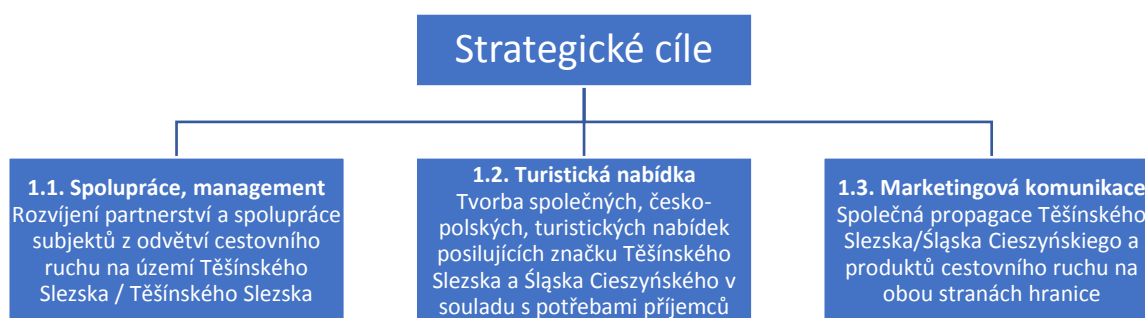 Strategické cíle
1.1. Spolupráce, management
Rozvíjení partnerství a spolupráce
subjektů z odvětví cestovního
ruchu na území Těšínského
Slezska / Těšínského Slezska
1.2. Turistická nabídka
Tvorba společných, česko-
polských, turistických nabídek
posilujících značku Těšínského
Slezska a Śląska Cieszyńského v
souladu s potřebami příjemců
1.3. Marketingová komunikace
Společná propagace Těšínského
Slezska/Śląska Cieszyńskiego a
produktů cestovního ruchu na
obou stranách hranice